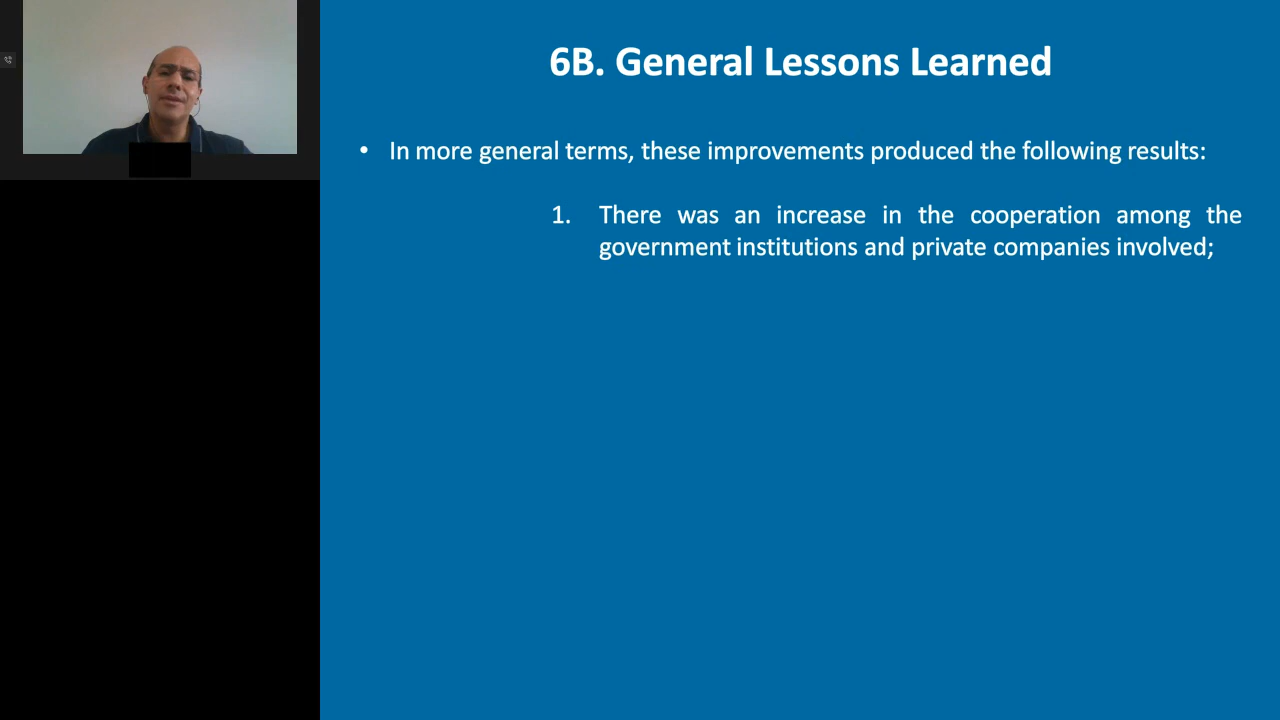 6B. General Lessons Learned
• In more general terms, these improvements produced the following results:
1. There was an increase in the cooperation among the
government institutions and private companies involved;